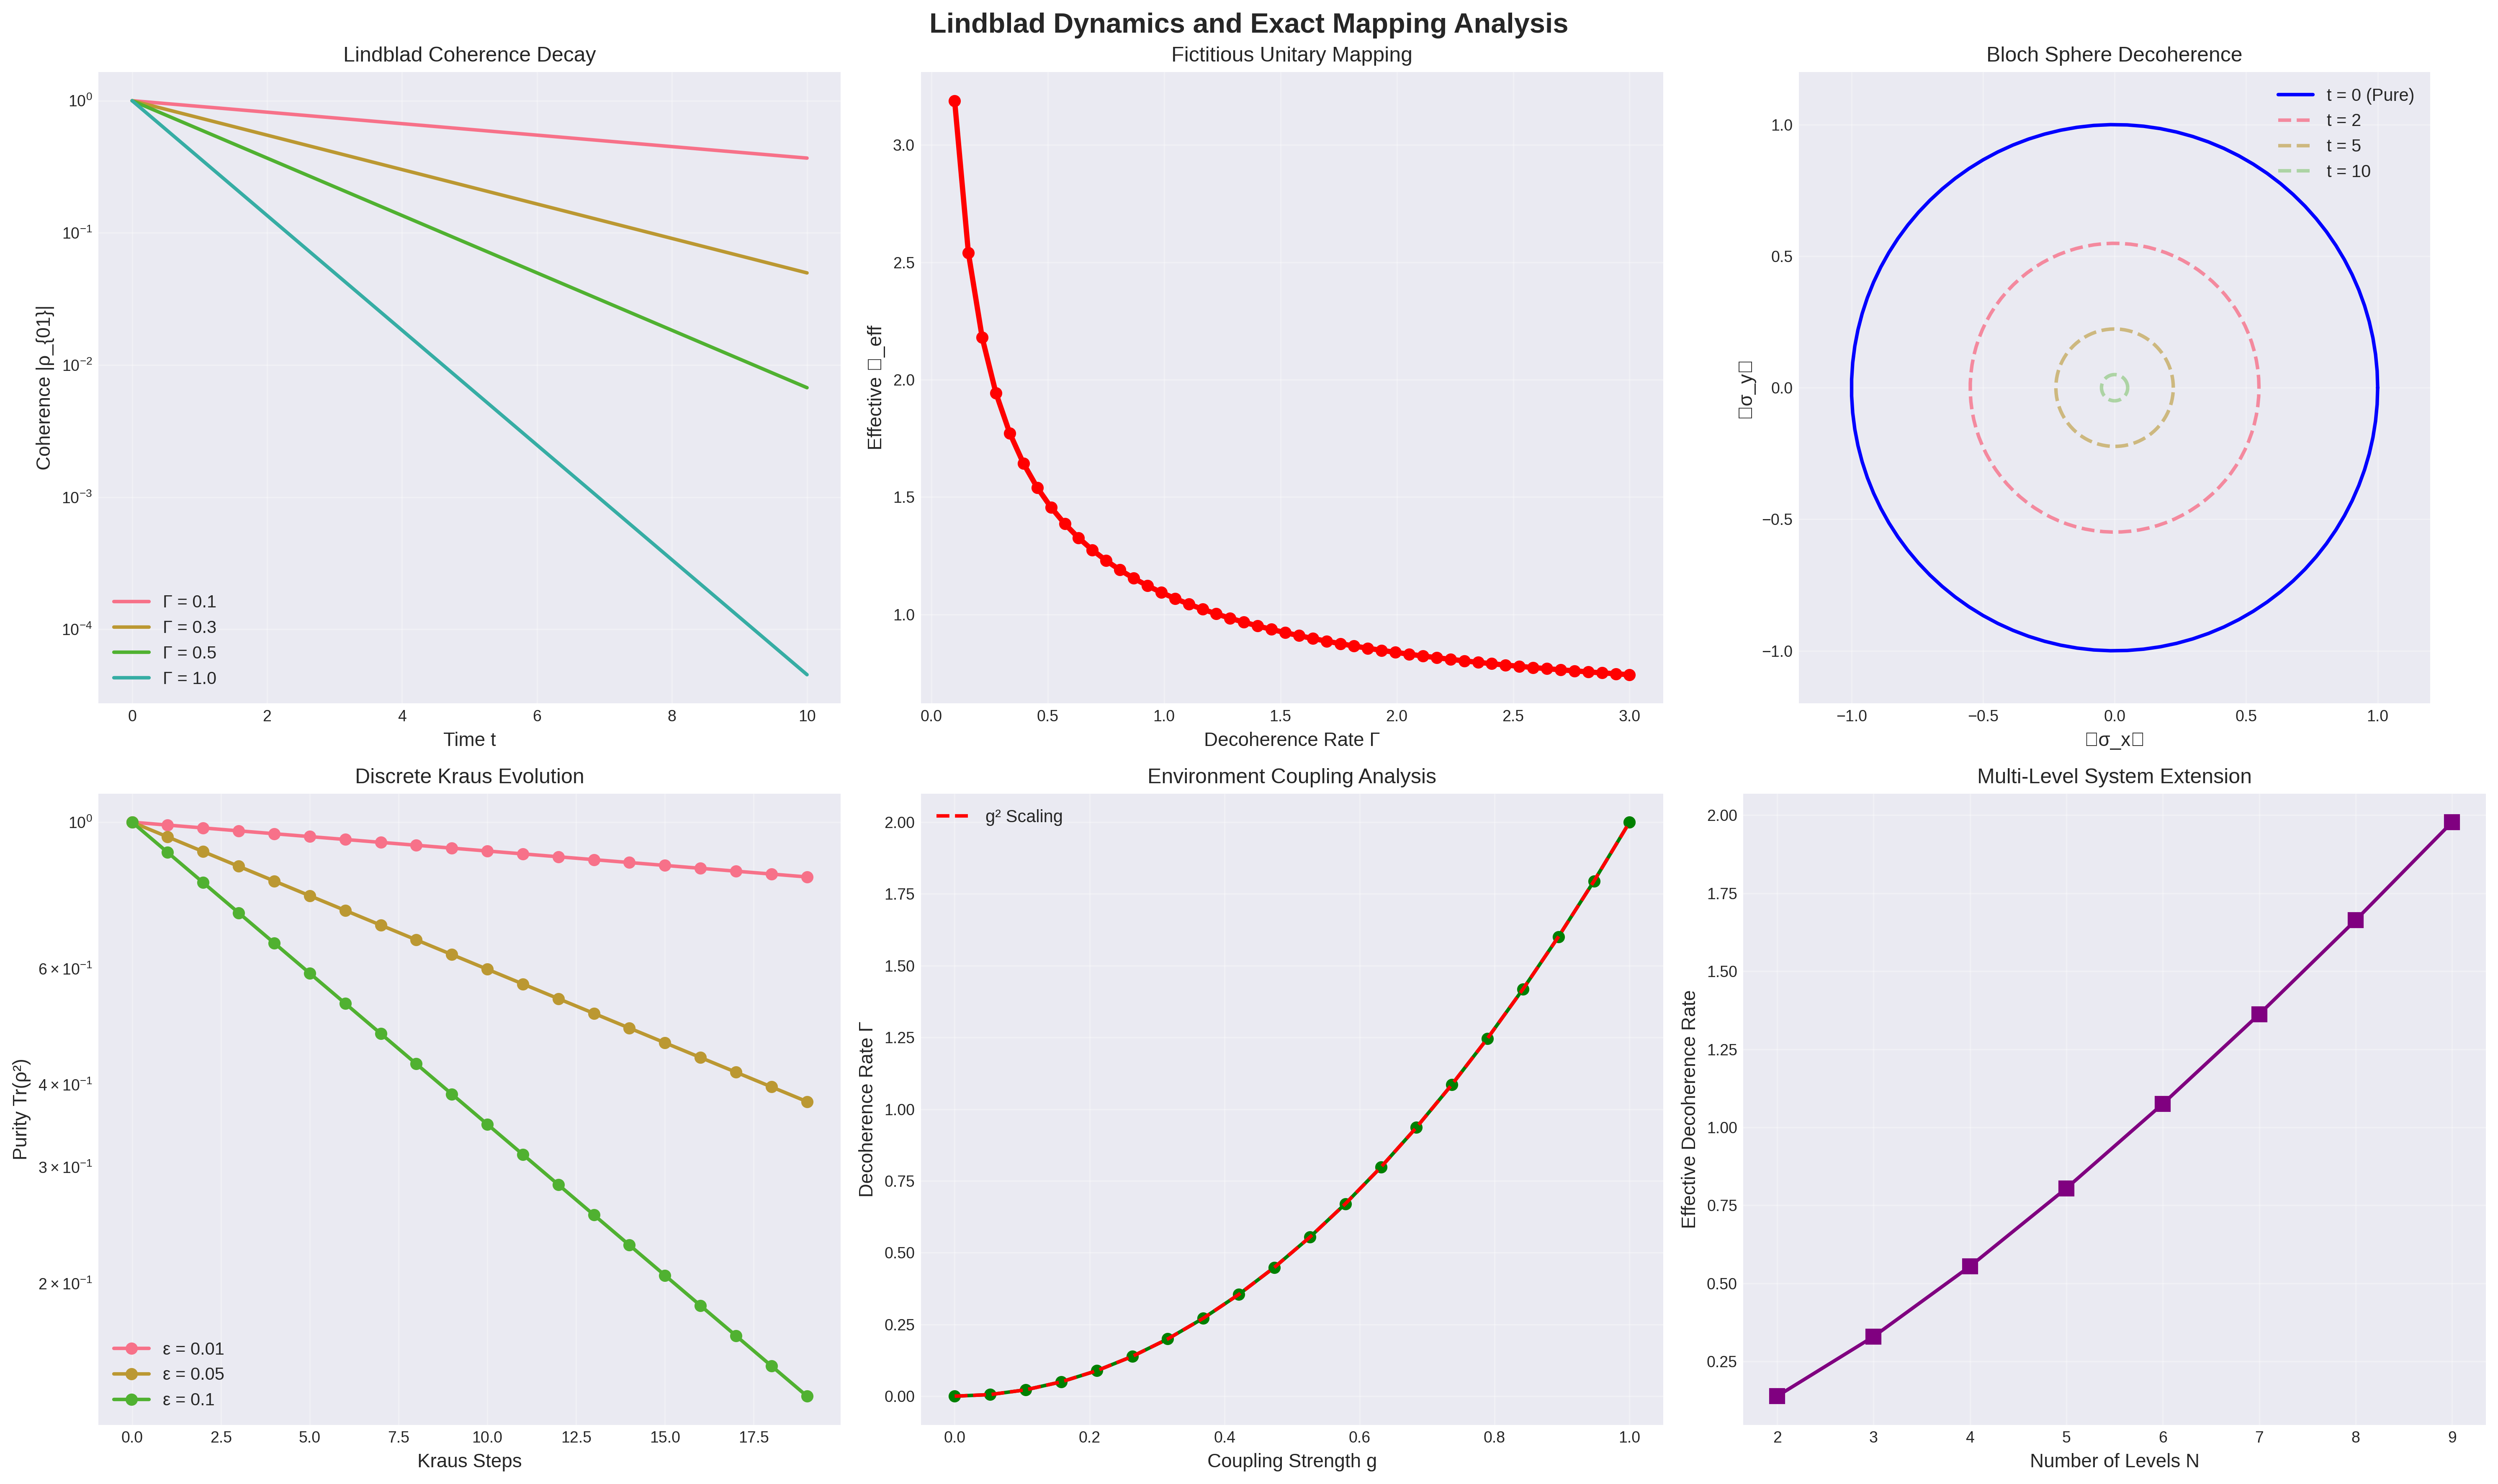 Lindblad Dynamics and Exact Mapping Analysis
Lindblad Coherence Decay
Coherence |ρ_{01}|
10⁰
10⁻¹
10⁻²
10⁻³
10⁻⁴
Γ = 0.1
Γ = 0.3
Γ = 0.5
Γ = 1.0
0 2 4 6 8 10
Time t
Fictitious Unitary Mapping
Effective □_eff
3.0
2.5
2.0
1.5
1.0
0.0 0.5 1.0 1.5 2.0 2.5 3.0
Decoherence Rate Γ
Bloch Sphere Decoherence
t = 0 (Pure)
t = 2
t = 5
t = 10
□σ_y□
1.0
0.5
0.0
−0.5
−1.0
−1.0 −0.5 0.0 0.5 1.0
□σ_x□
Discrete Kraus Evolution
Purity Tr(ρ²)
10⁰
6 × 10⁻¹
4 × 10⁻¹
3 × 10⁻¹
2 × 10⁻¹
ε = 0.01
ε = 0.05
ε = 0.1
0.0 2.5 5.0 7.5 10.0 12.5 15.0 17.5
Kraus Steps
Environment Coupling Analysis
g² Scaling
Decoherence Rate Γ
2.00
1.75
1.50
1.25
1.00
0.75
0.50
0.25
0.00
0.0 0.2 0.4 0.6 0.8 1.0
Coupling Strength g
Multi-Level System Extension
Effective Decoherence Rate
2.00
1.75
1.50
1.25
1.00
0.75
0.50
0.25
2 3 4 5 6 7 8 9
Number of Levels N